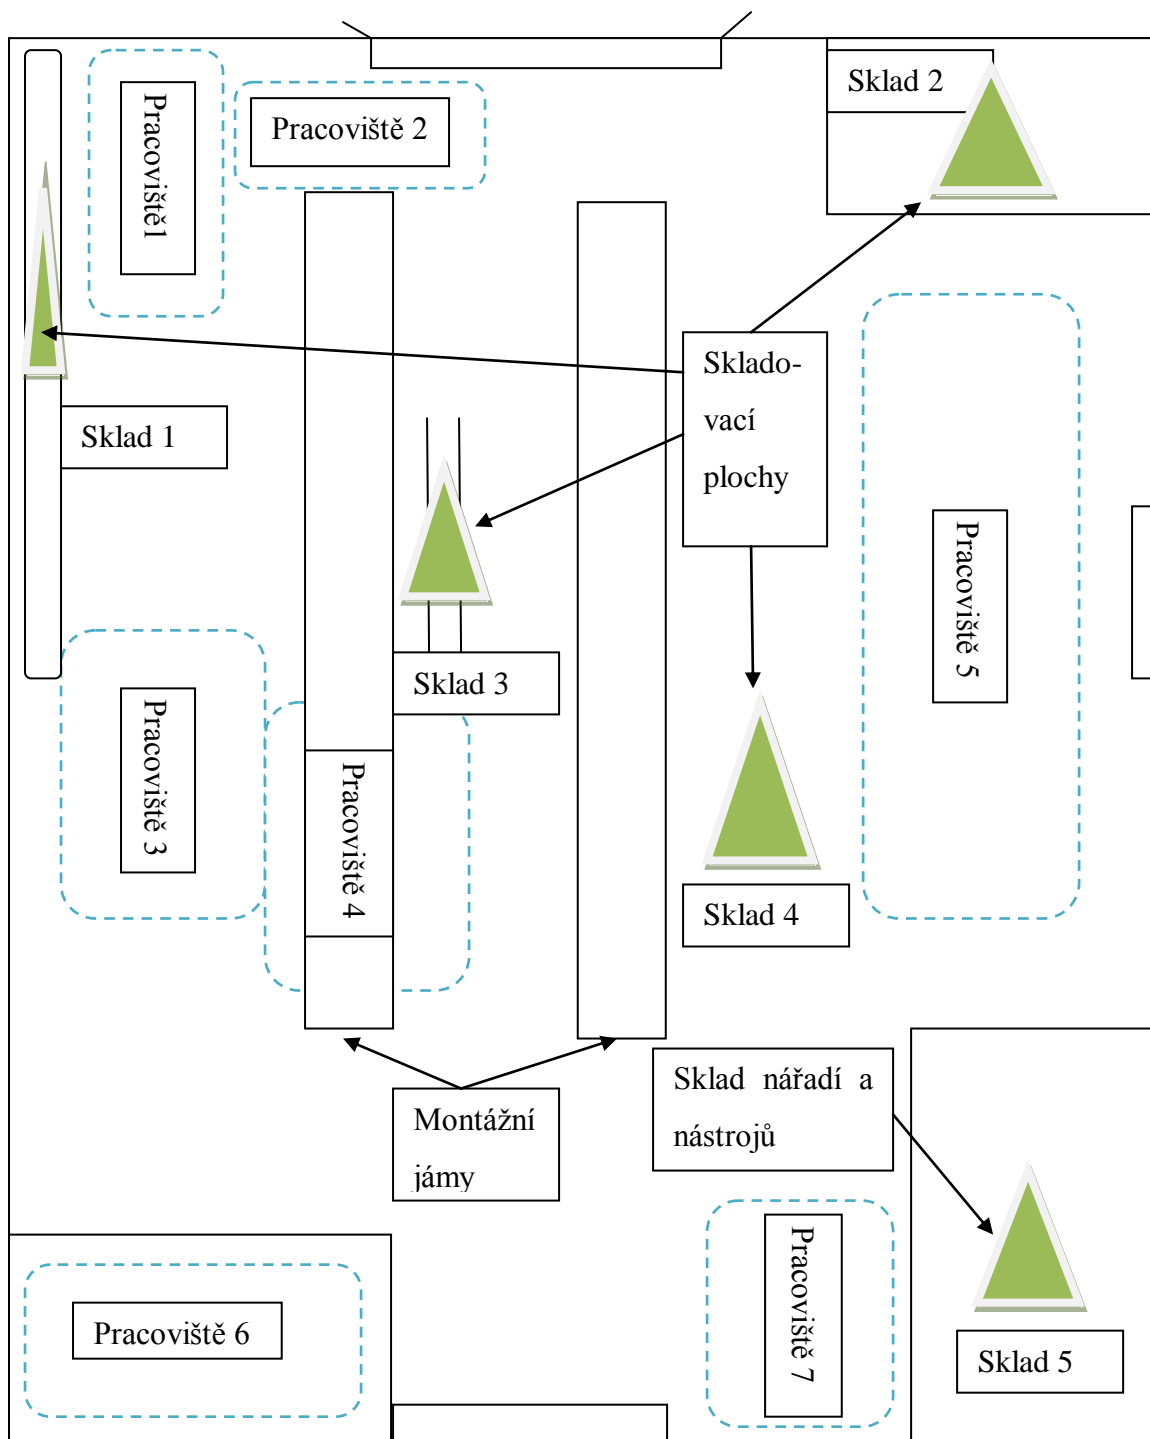 Sklad 2
Pracoviště1
Pracoviště 2
Sklado-
vací
plochy
Sklad 1
Pracoviště 5
Sklad 3
Pracoviště 3
Pracoviště 4
Sklad 4
Sklad nářadí a
nástrojů
Montážní
jámy
Pracoviště 6
Pracoviště 7
Sklad 5